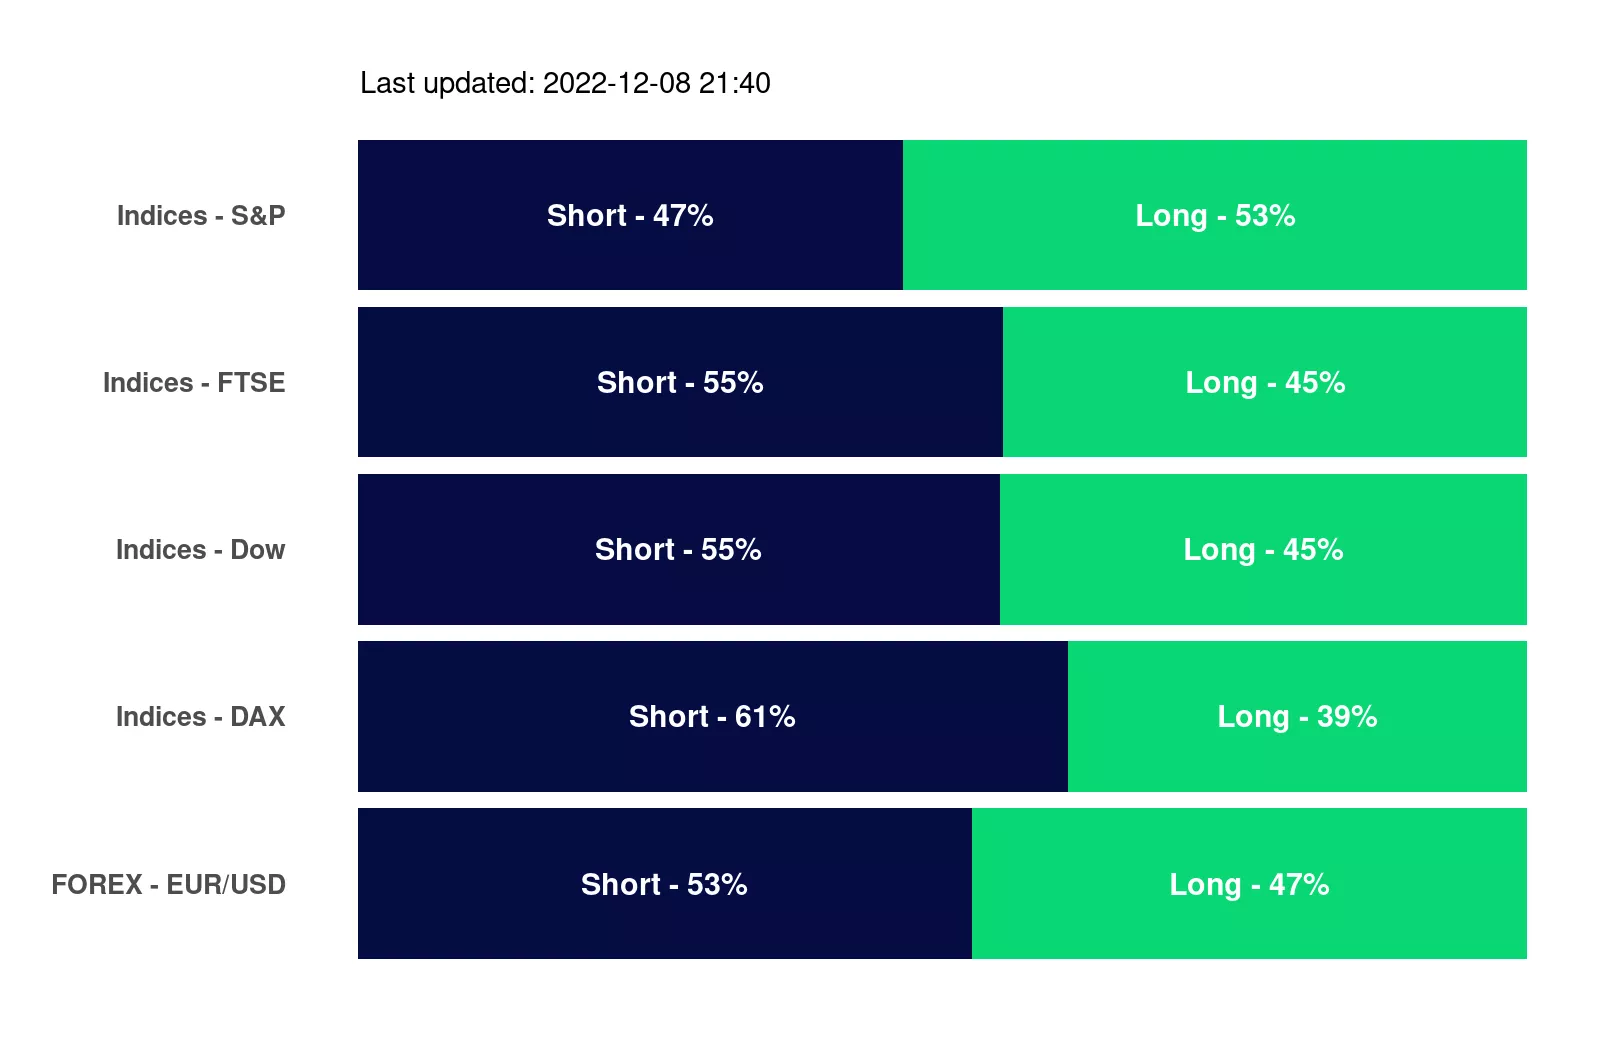 Last updated: 2022-12-08 21:40
Indices - S&P Short - 47% Long - 53%
Indices - FTSE Short - 55% Long - 45%
Indices - Dow Short - 55% Long - 45%
Indices - DAX Short - 61% Long - 39%
FOREX - EUR/USD Short - 53% Long - 47%